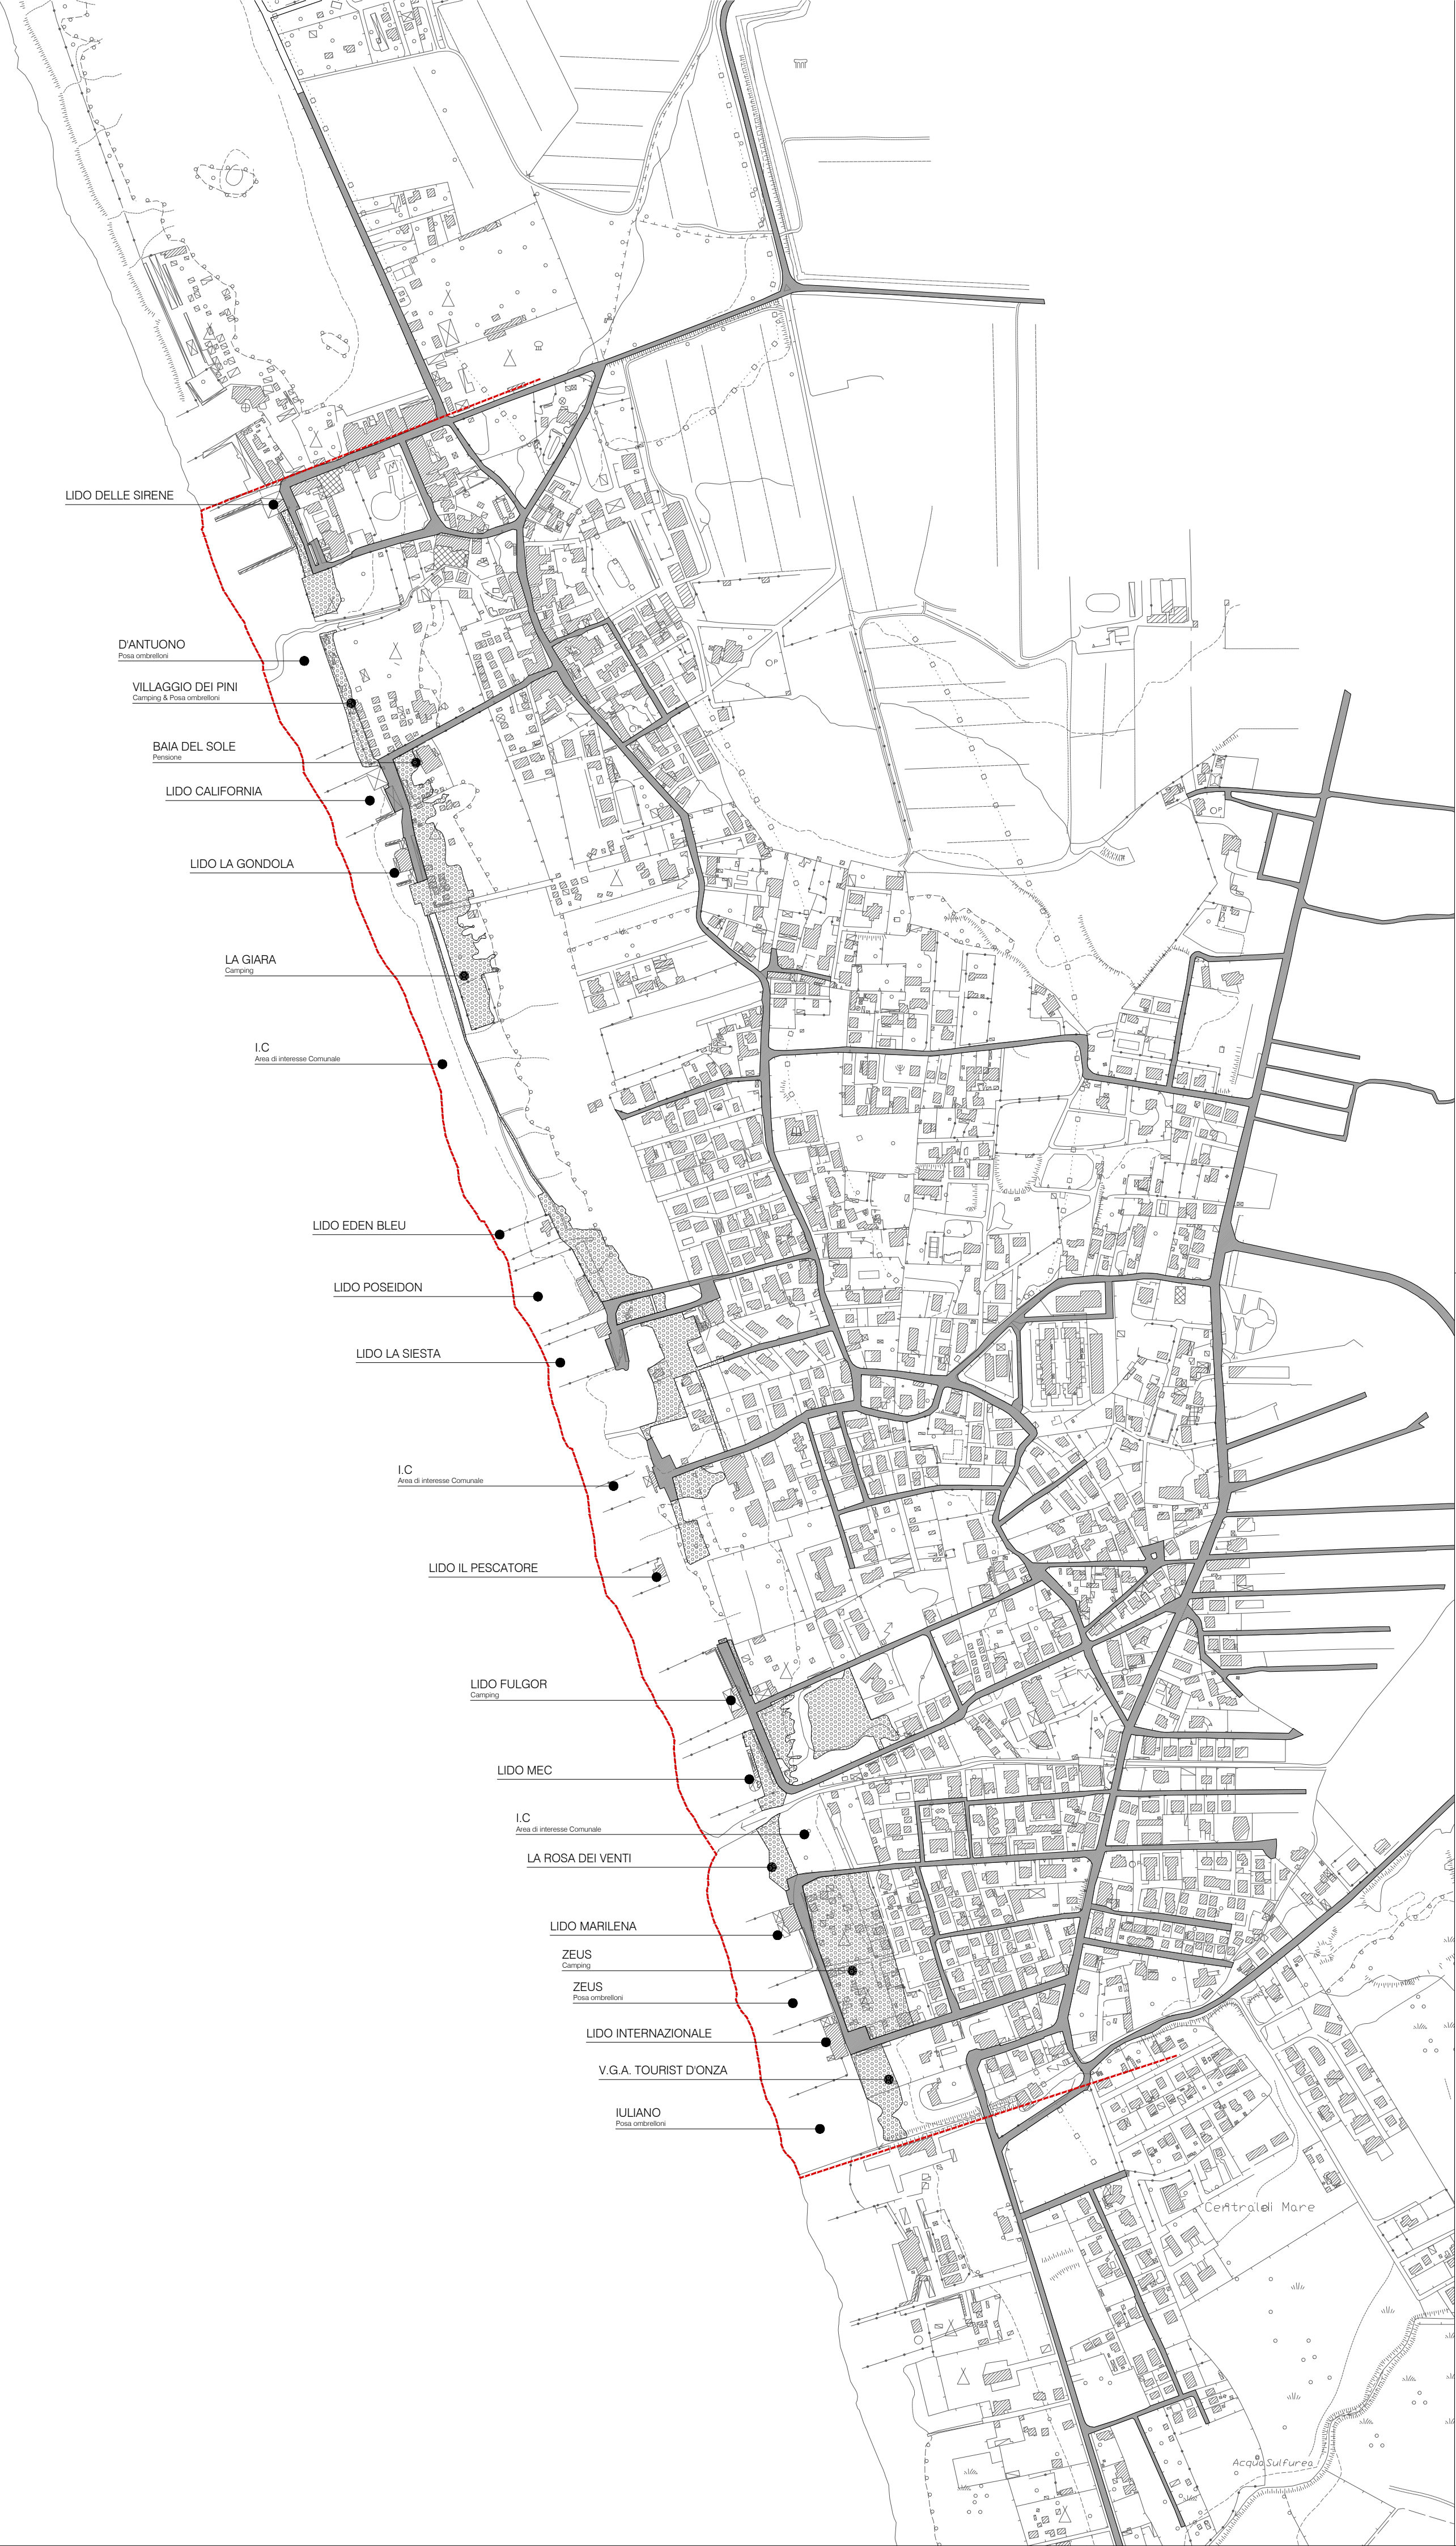 LIDO DELLE SIRENE
D'ANTUONO
Posa ombrelloni
VILLAGGIO DEI PINI
Camping & Posa ombrelloni
BAIA DEL SOLE
Pensione
LIDO CALIFORNIA
LIDO LA GONDOLA
LA GIARA
Camping
I.C
Area di interesse Comunale
LIDO EDEN BLEU
LIDO POSEIDON
LIDO LA SIESTA
I.C
Area di interesse Comunale
LIDO IL PESCATORE
LIDO FULGOR
Camping
LIDO MEC
I.C
Area di interesse Comunale
LA ROSA DEI VENTI
LIDO MARILENA
ZEUS
Camping
ZEUS
Posa ombrelloni
LIDO INTERNAZIONALE
V.G.A. TOURIST D'ONZA
IULIANO
Posa ombrelloni
P
P
P
P
Centrale di Mare
Acqua Sulfurea